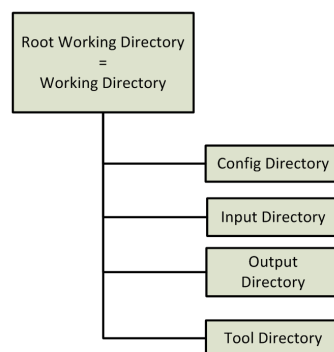 Root Working Directory
=
Working Directory
Config Directory
Input Directory
Output
Directory
Tool Directory